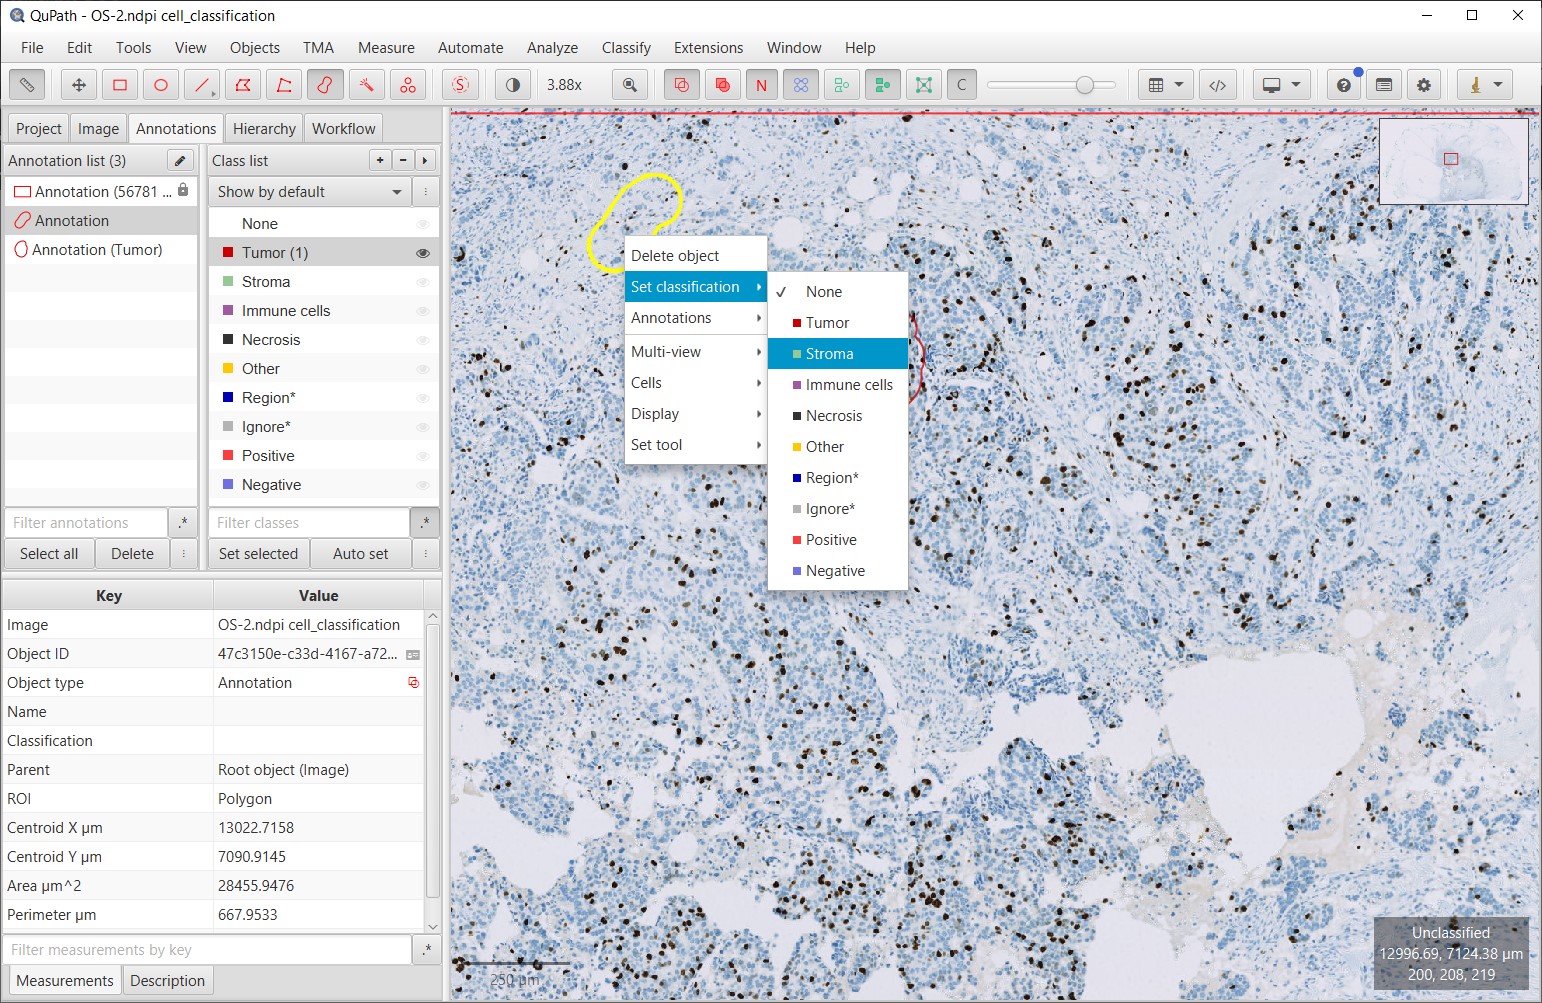 QuPath - OS-2.ndpi cell_classification
File Edit Tools View Objects TMA Measure Automate Analyze Classify Extensions Window Help
S 3.88x N C </> ?
Project Image Annotations Hierarchy Workflow
Annotation list (3)
Annotation (56781 ...
Annotation
Annotation (Tumor)
Filter annotations .*
Select all Delete
Class list + -
Show by default
None
Tumor (1)
Stroma
Immune cells
Necrosis
Other
Region*
Ignore*
Positive
Negative
Filter classes .*
Set selected Auto set
Key Value
Image OS-2.ndpi cell_classification
Object ID 47c3150e-c33d-4167-a72...
Object type Annotation
Name
Classification
Parent Root object (Image)
ROI Polygon
Centroid X µm 13022.7158
Centroid Y µm 7090.9145
Area µm^2 28455.9476
Perimeter µm 667.9533
Filter measurements by key .*
Measurements Description
Delete object
Set classification
Annotations
Multi-view
Cells
Display
Set tool
✓ None
Tumor
Stroma
Immune cells
Necrosis
Other
Region*
Ignore*
Positive
Negative
250 µm
Unclassified
12996.69, 7124.38 µm
200, 208, 219